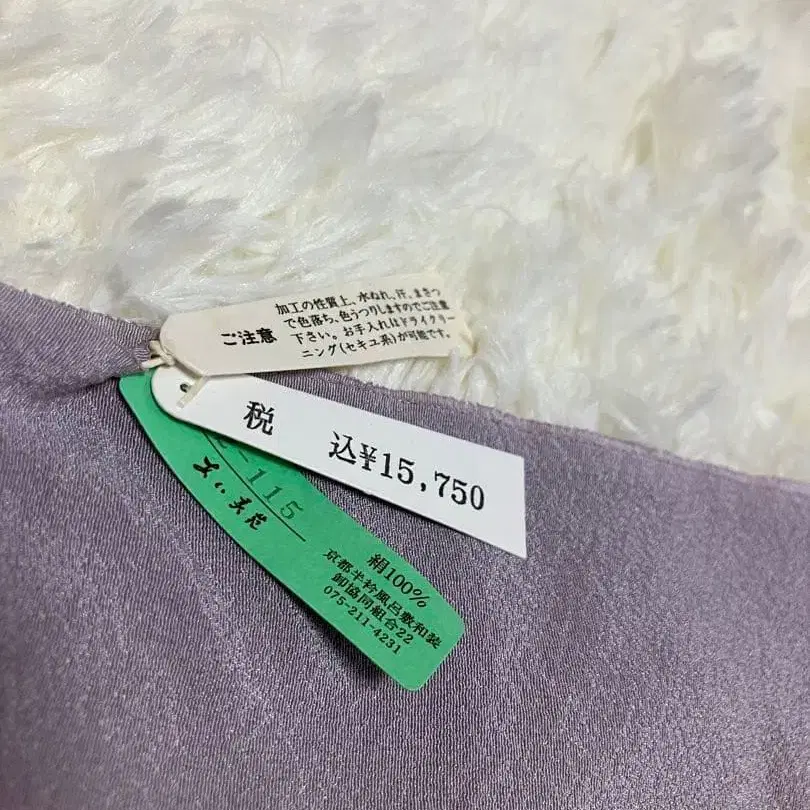 ご注意
加工の性質上、水ぬれ、汗、まさつ
で色落ち、色うつりしますのでご注意
下さい。お手入れはドライクリー
ニング(セキユ系)が可能です。
税 込¥15,750
-115
絹100%
京都半衿風呂敷和装
卸協同組合22
075-211-4231